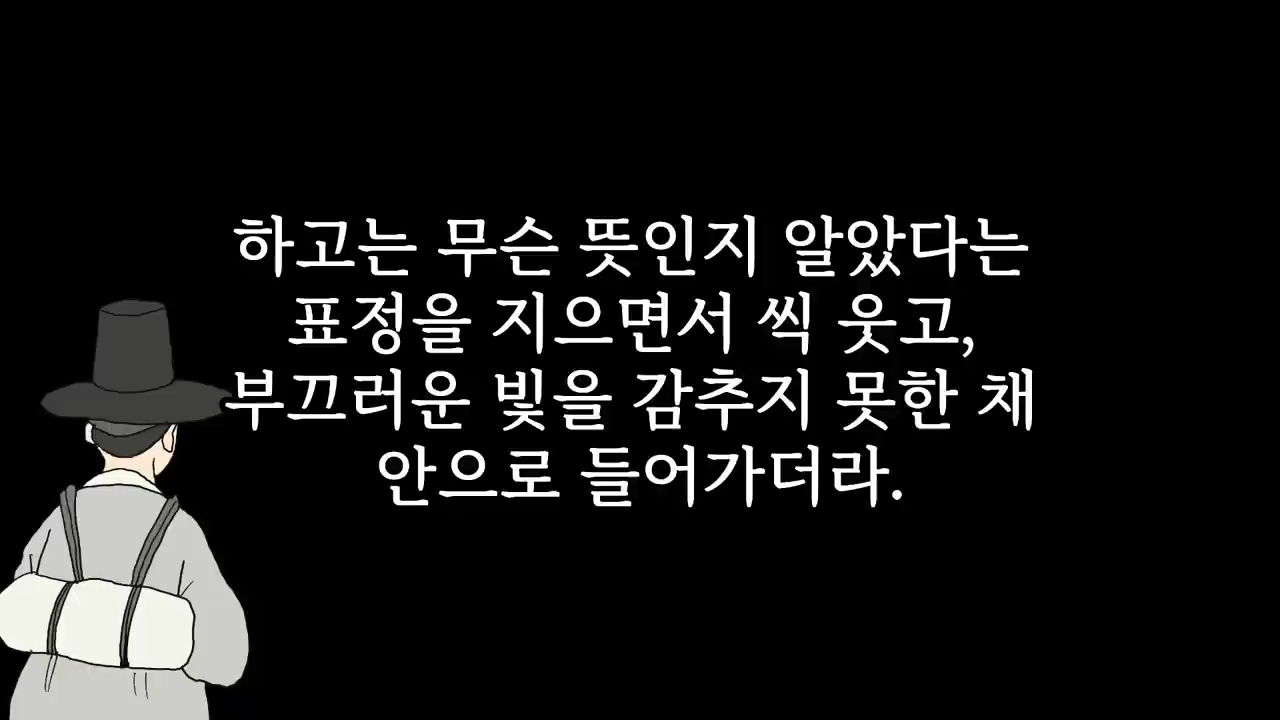 하고는 무슨 뜻인지 알았다는
표정을 지으면서 씩 웃고,
부끄러운 빛을 감추지 못한 채
안으로 들어가더라.